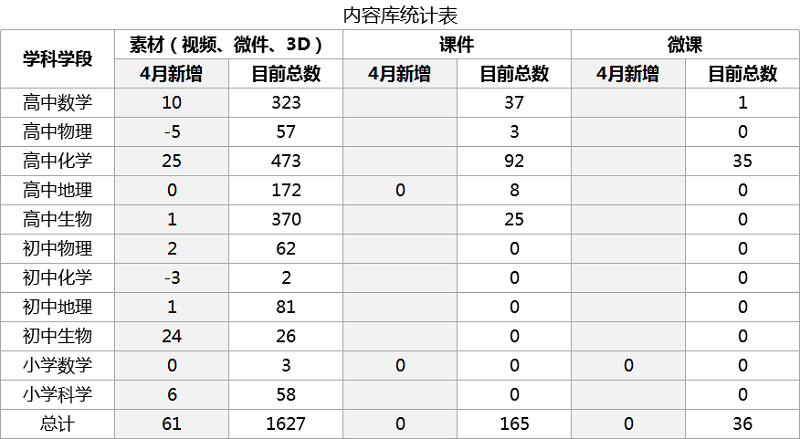 内容库统计表
学科学段 素材（视频、微件、3D） 课件 微课
4月新增 目前总数 4月新增 目前总数 4月新增 目前总数
高中数学 10 323 37 1
高中物理 -5 57 3 0
高中化学 25 473 92 35
高中地理 0 172 0 8 0
高中生物 1 370 25 0
初中物理 2 62 0 0
初中化学 -3 2 0 0
初中地理 1 81 0 0
初中生物 24 26 0 0
小学数学 0 3 0 0 0 0
小学科学 6 58 0 0
总计 61 1627 0 165 0 36